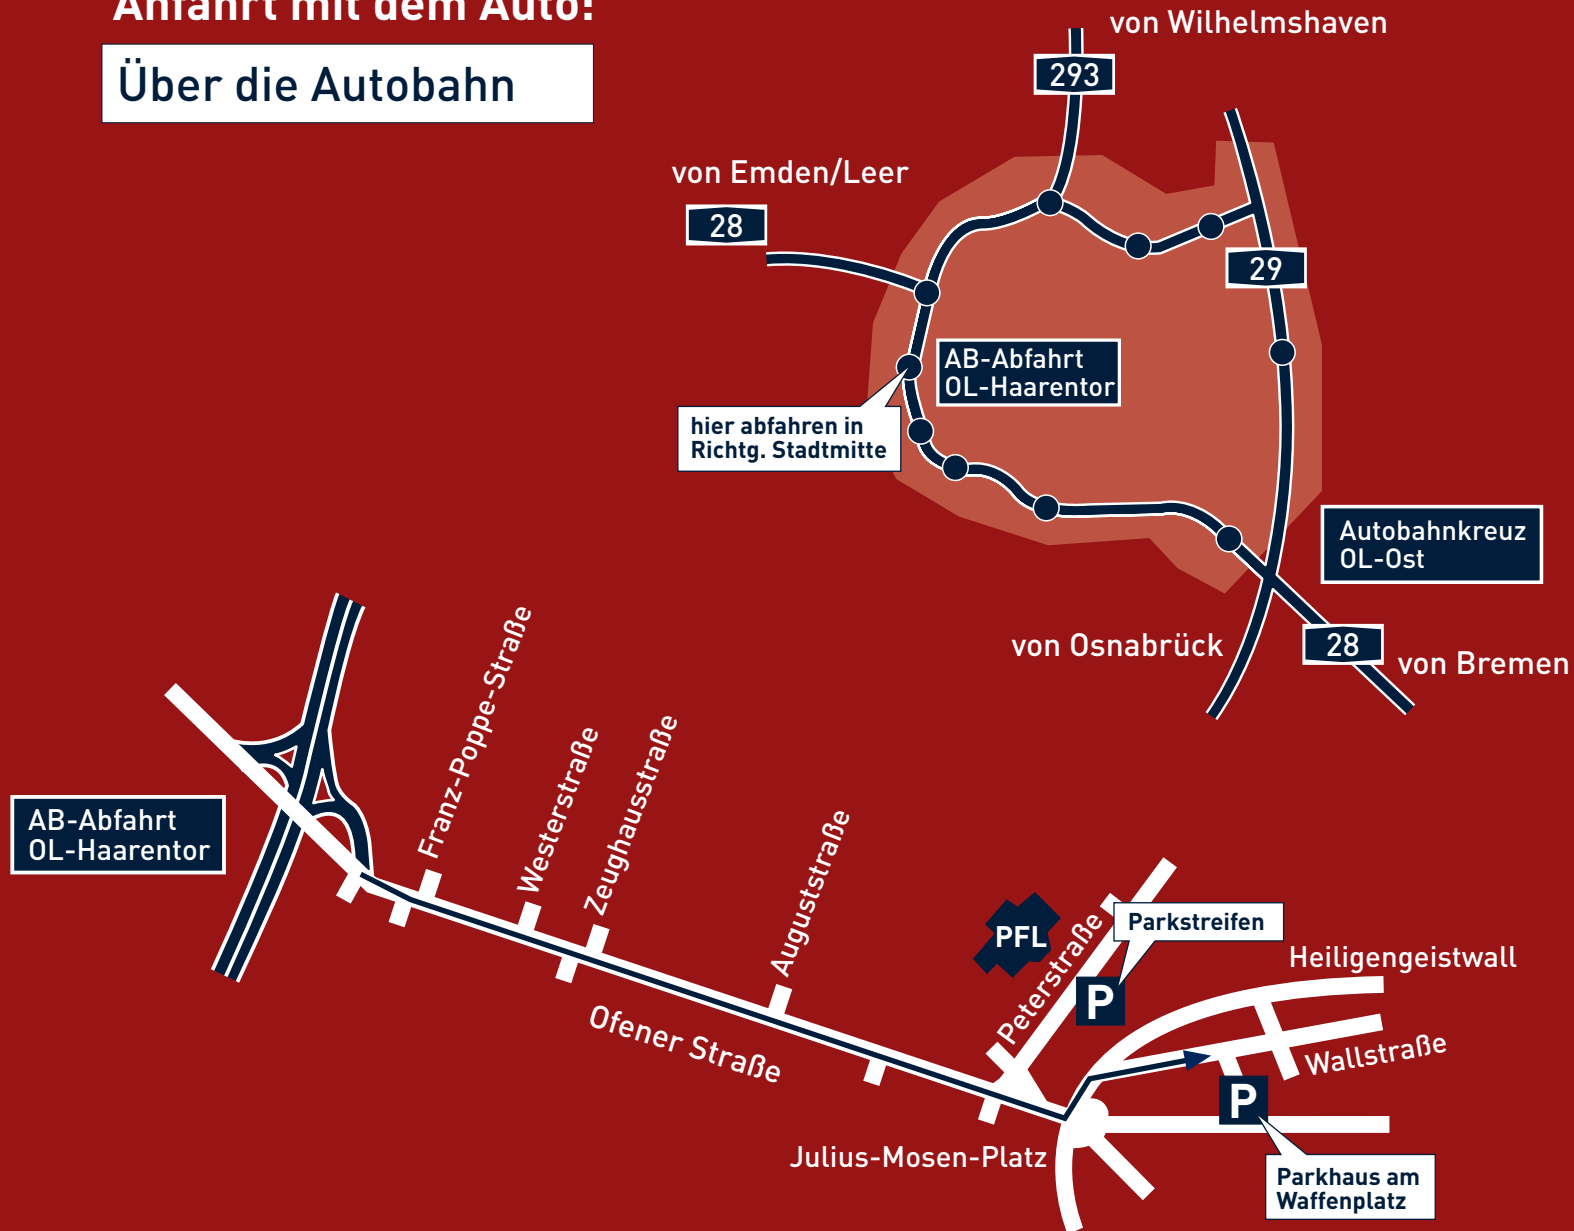 Anfahrt mit dem Auto:
Über die Autobahn
von Wilhelmshaven
293
von Emden/Leer
28
29
AB-Abfahrt
OL-Haarentor
hier abfahren in
Richtg. Stadtmitte
Autobahnkreuz
OL-Ost
von Osnabrück
28
von Bremen
AB-Abfahrt
OL-Haarentor
Franz-Poppe-Straße
Westerstraße
Zeughausstraße
Auguststraße
Ofener Straße
PFL
Peterstraße
Parkstreifen
P
Heiligengeistwall
Wallstraße
P
Julius-Mosen-Platz
Parkhaus am
Waffenplatz